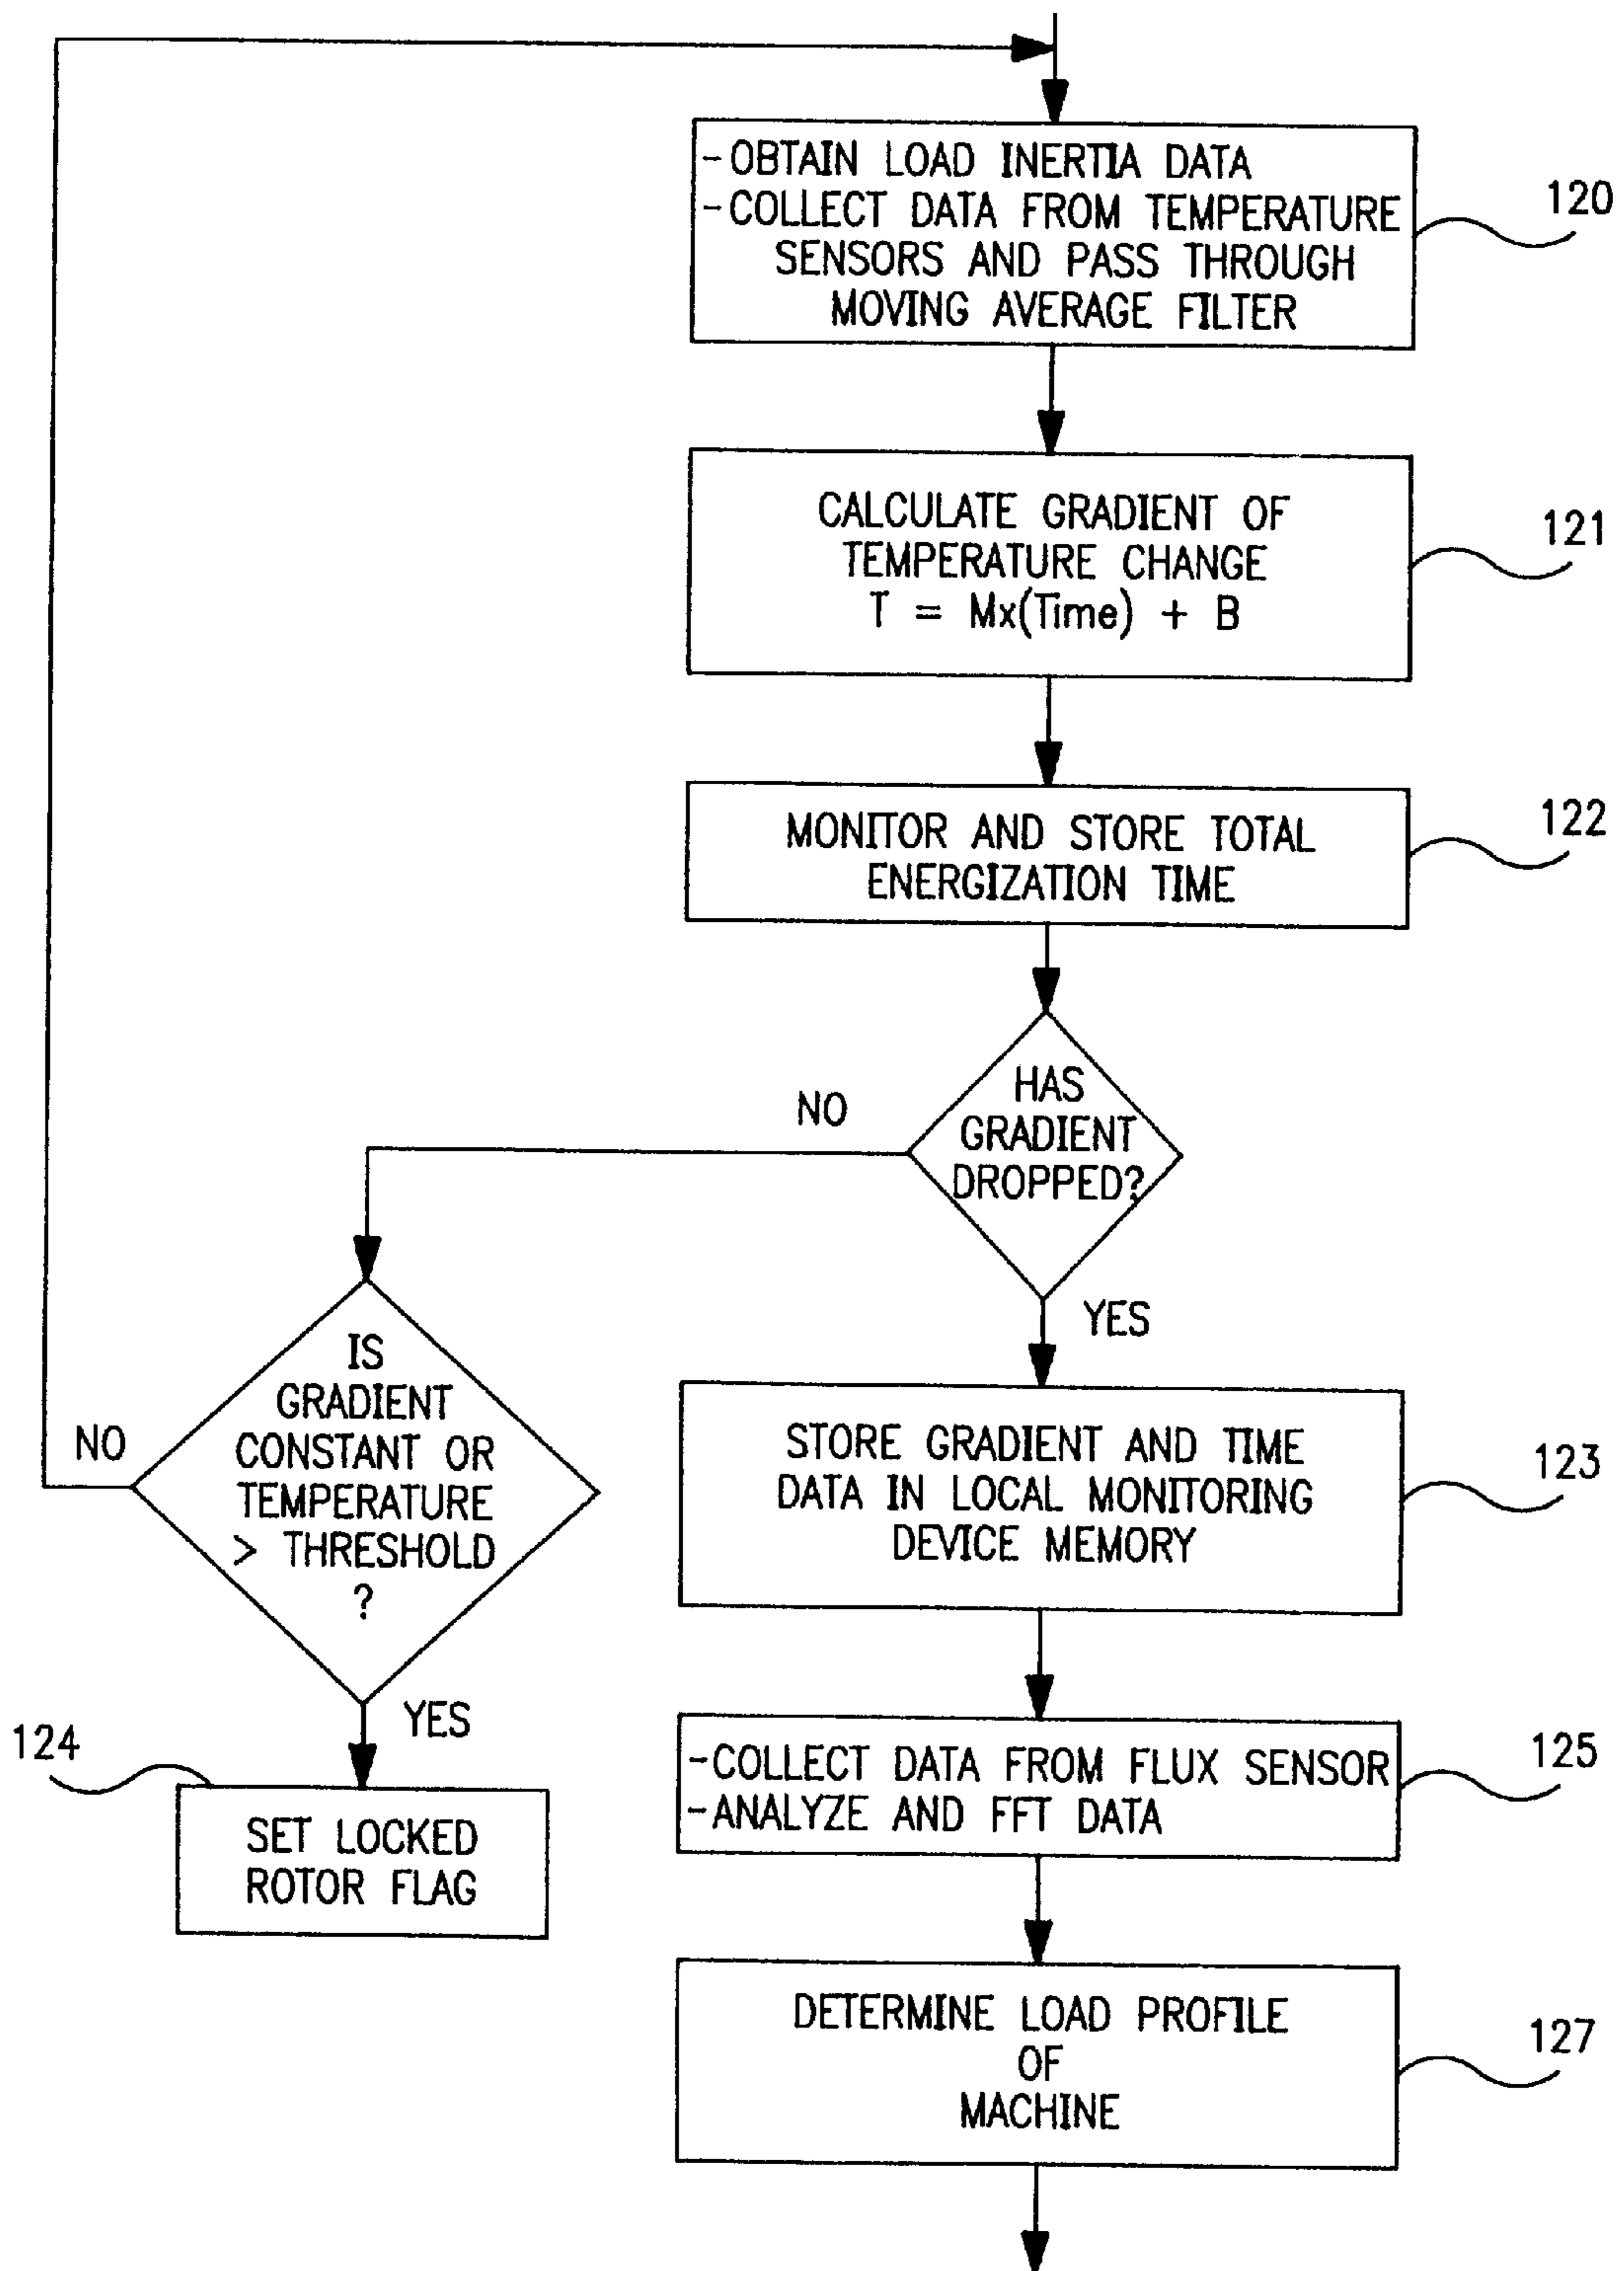 -OBTAIN LOAD INERTIA DATA
-COLLECT DATA FROM TEMPERATURE
SENSORS AND PASS THROUGH
MOVING AVERAGE FILTER
120
CALCULATE GRADIENT OF
TEMPERATURE CHANGE
T = Mx(Time) + B
121
MONITOR AND STORE TOTAL
ENERGIZATION TIME
122
HAS
GRADIENT
DROPPED?
NO
YES
IS
GRADIENT
CONSTANT OR
TEMPERATURE
> THRESHOLD
?
NO
YES
124
SET LOCKED
ROTOR FLAG
STORE GRADIENT AND TIME
DATA IN LOCAL MONITORING
DEVICE MEMORY
123
-COLLECT DATA FROM FLUX SENSOR
-ANALYZE AND FFT DATA
125
DETERMINE LOAD PROFILE
OF
MACHINE
127